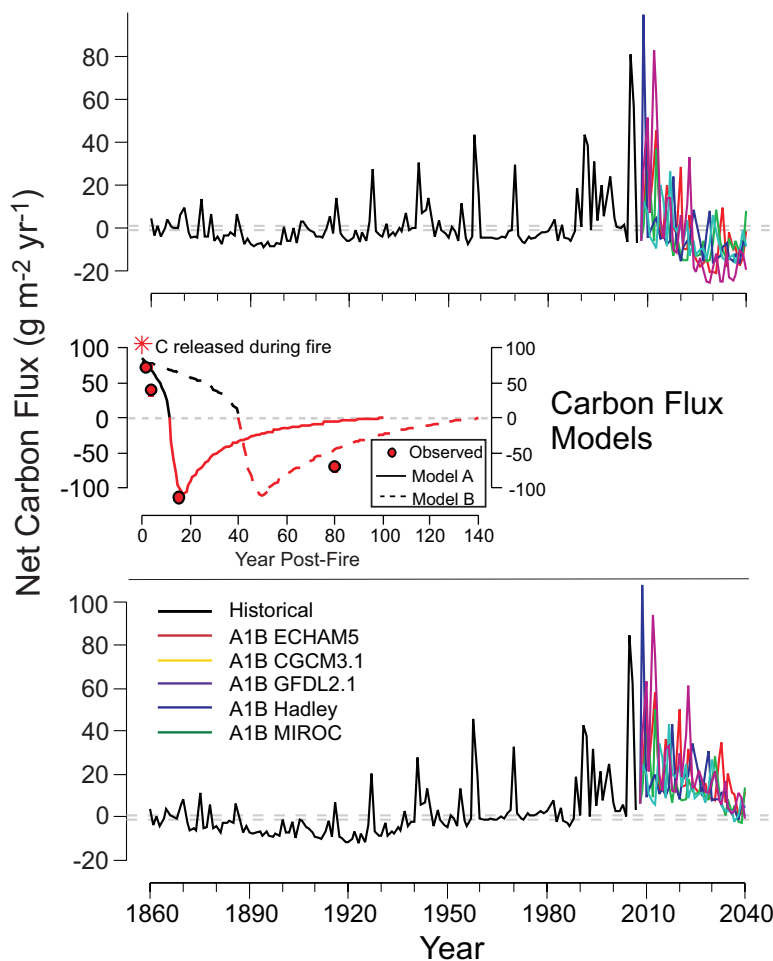 Net Carbon Flux (g m-2 yr-1)
80
60
40
20
0
-20
C released during fire
100
50
0
-50
-100
100
50
0
-50
-100
Observed
Model A
Model B
0 20 40 60 80 100 120 140
Year Post-Fire
Carbon Flux
Models
100
80
60
40
20
0
-20
Historical
A1B ECHAM5
A1B CGCM3.1
A1B GFDL2.1
A1B Hadley
A1B MIROC
1860 1890 1920 1950 1980 2010 2040
Year